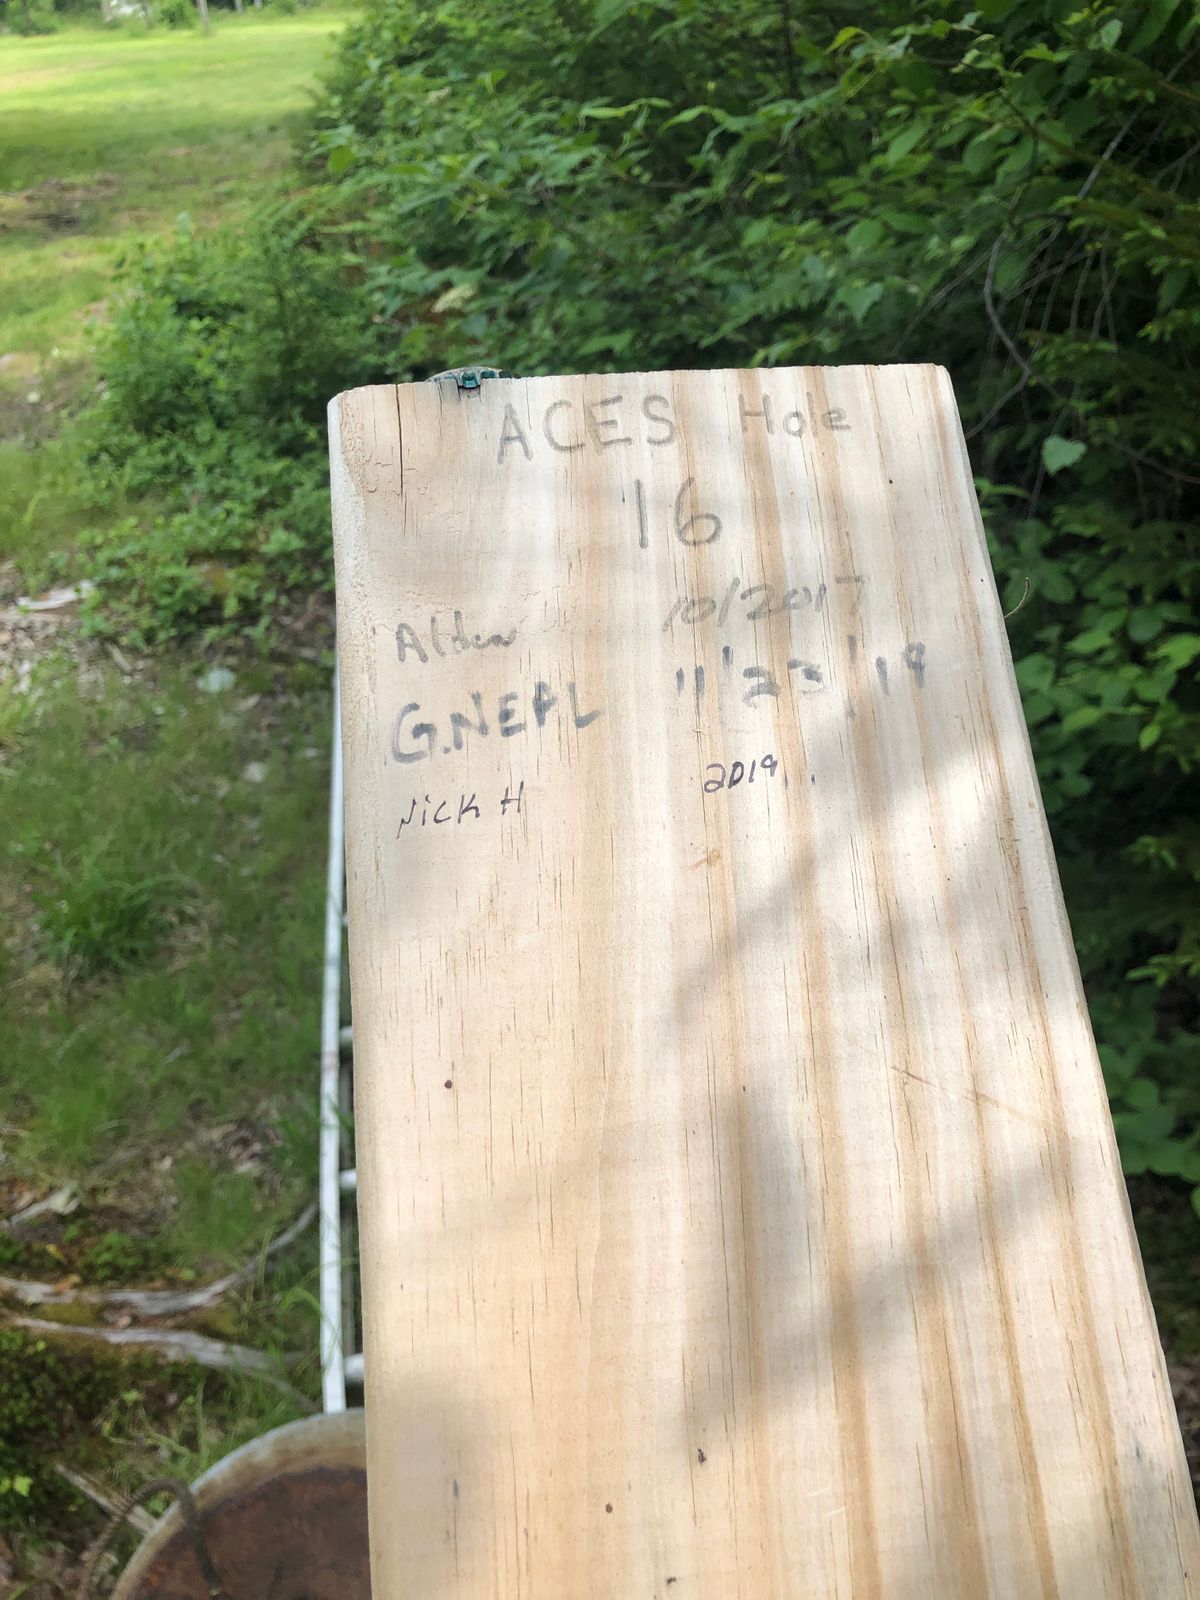 ACES Hole
16
Alden 10/2017
G.NEAL 11/23/19
NiCK H 2019